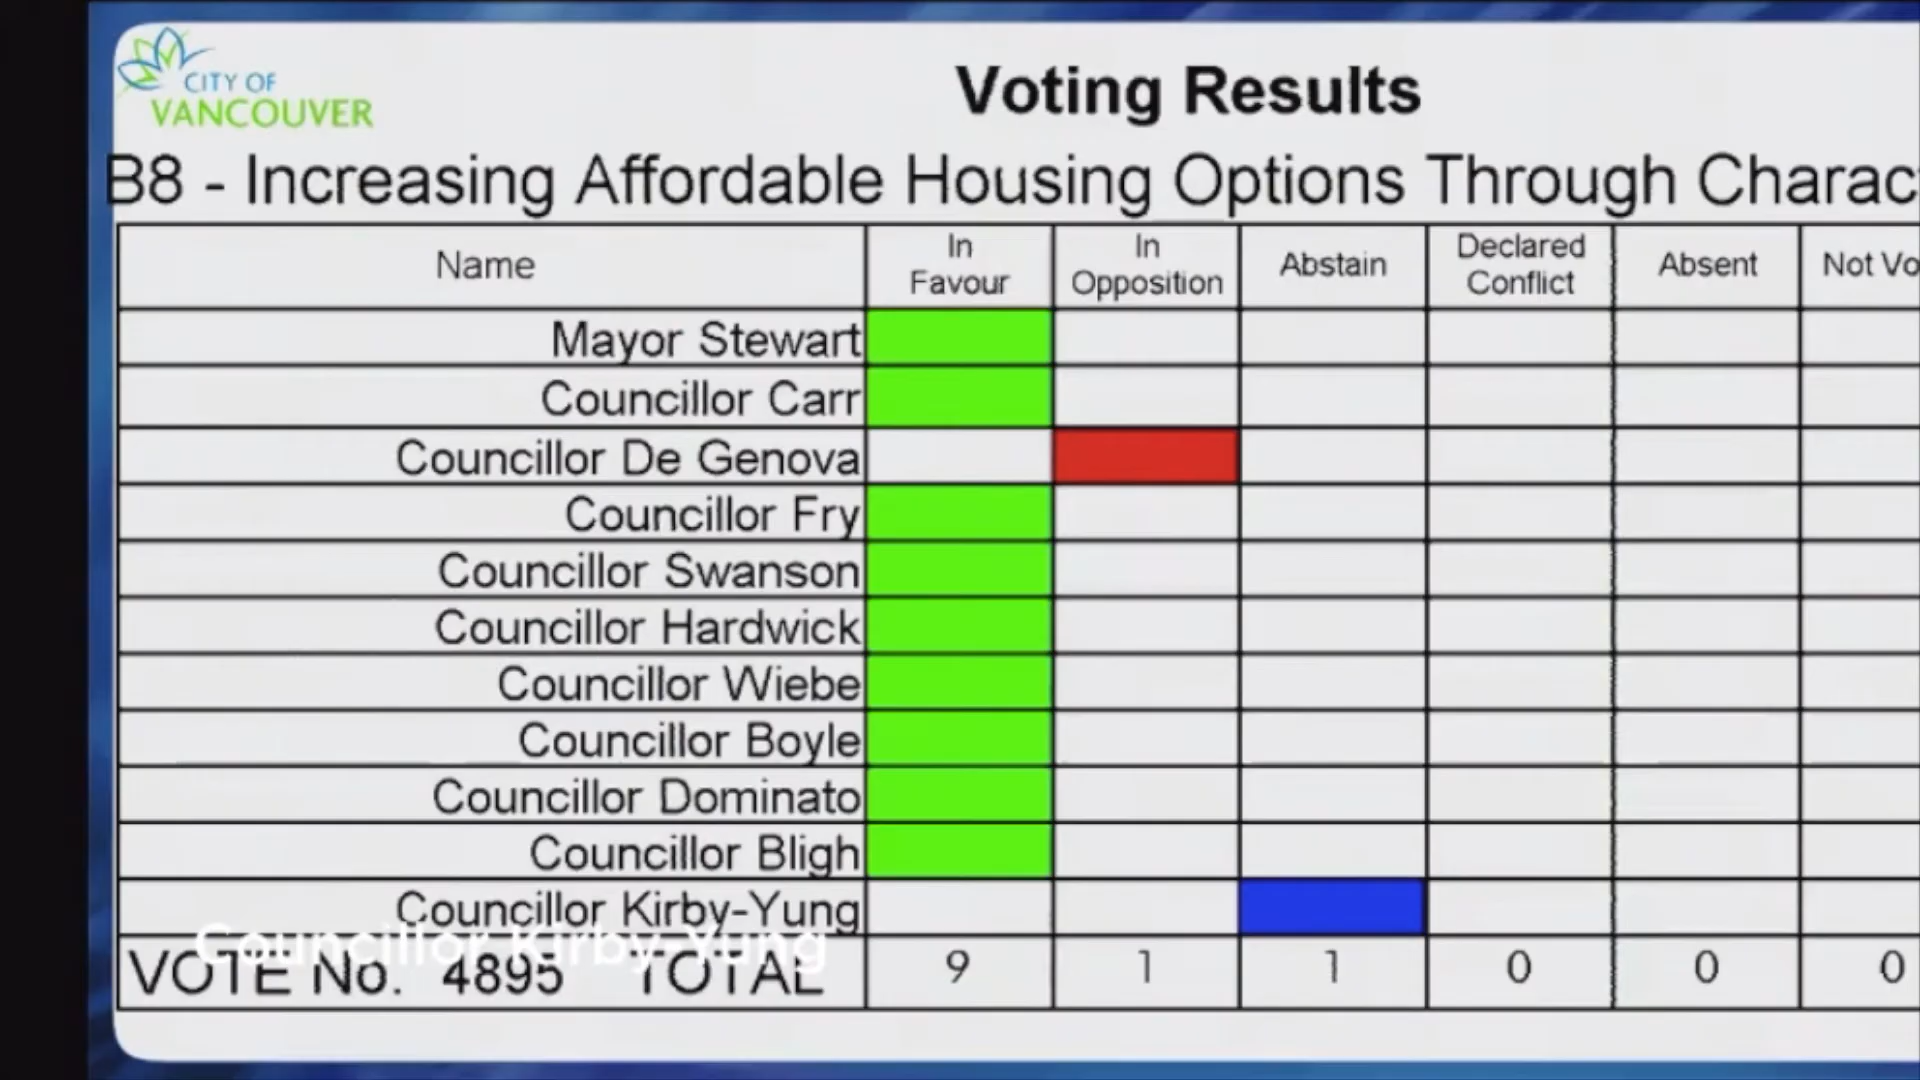 CITY OF
VANCOUVER
Voting Results
B8 - Increasing Affordable Housing Options Through Charac
Name In Favour In Opposition Abstain Declared Conflict Absent Not Vo
Mayor Stewart
Councillor Carr
Councillor De Genova
Councillor Fry
Councillor Swanson
Councillor Hardwick
Councillor Wiebe
Councillor Boyle
Councillor Dominato
Councillor Bligh
Councillor Kirby-Yung
Councillor Kirby-Yung
VOTE No. 4895 TOTAL 9 1 1 0 0 0